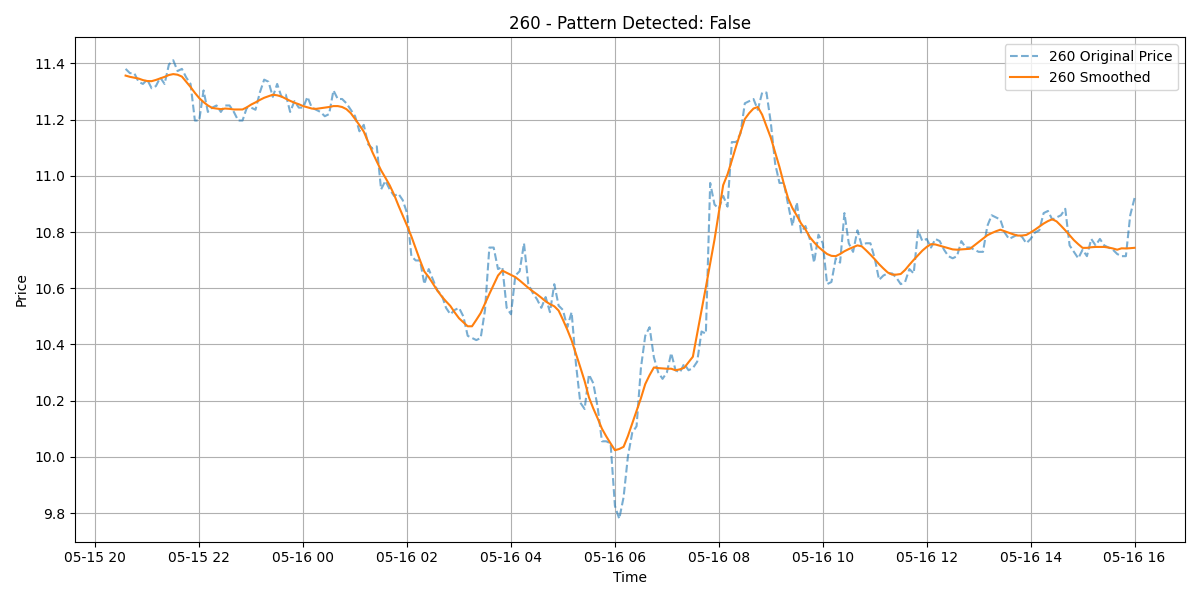 260 - Pattern Detected: False
260 Original Price
260 Smoothed
Price
11.4
11.2
11.0
10.8
10.6
10.4
10.2
10.0
9.8
05-15 20 05-15 22 05-16 00 05-16 02 05-16 04 05-16 06 05-16 08 05-16 10 05-16 12 05-16 14 05-16 16
Time